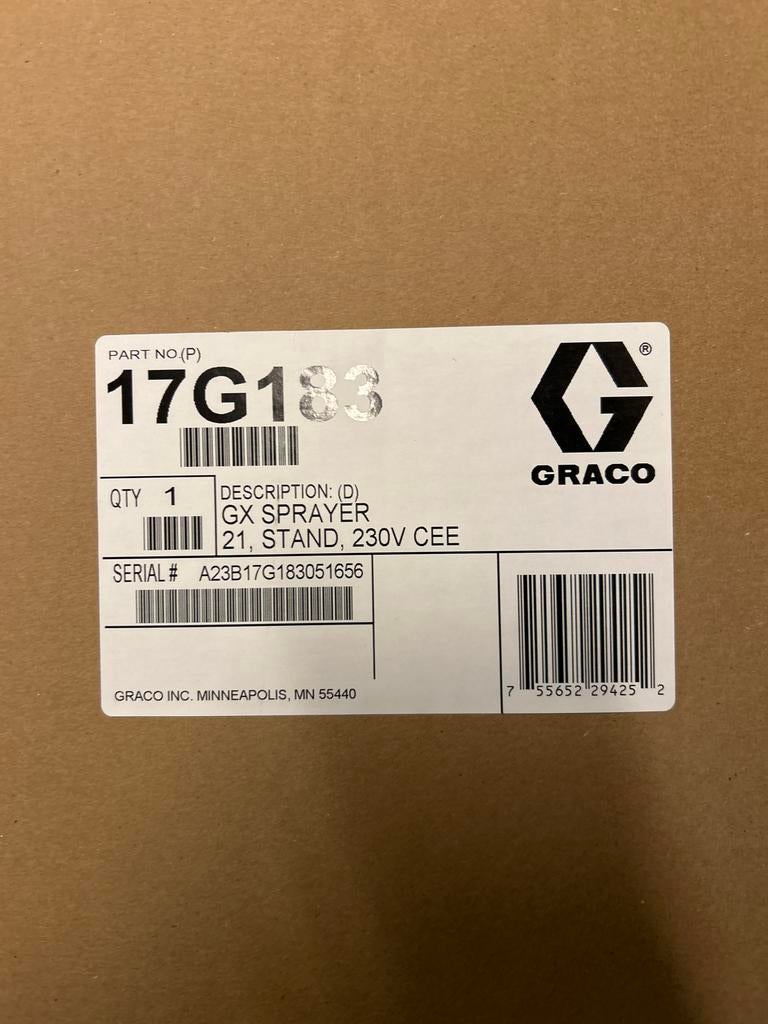 PART NO.(P)
17G183
®
GRACO
QTY 1
DESCRIPTION: (D)
GX SPRAYER
21, STAND, 230V CEE
SERIAL # A23B17G183051656
7 55652 29425 2
GRACO INC. MINNEAPOLIS, MN 55440